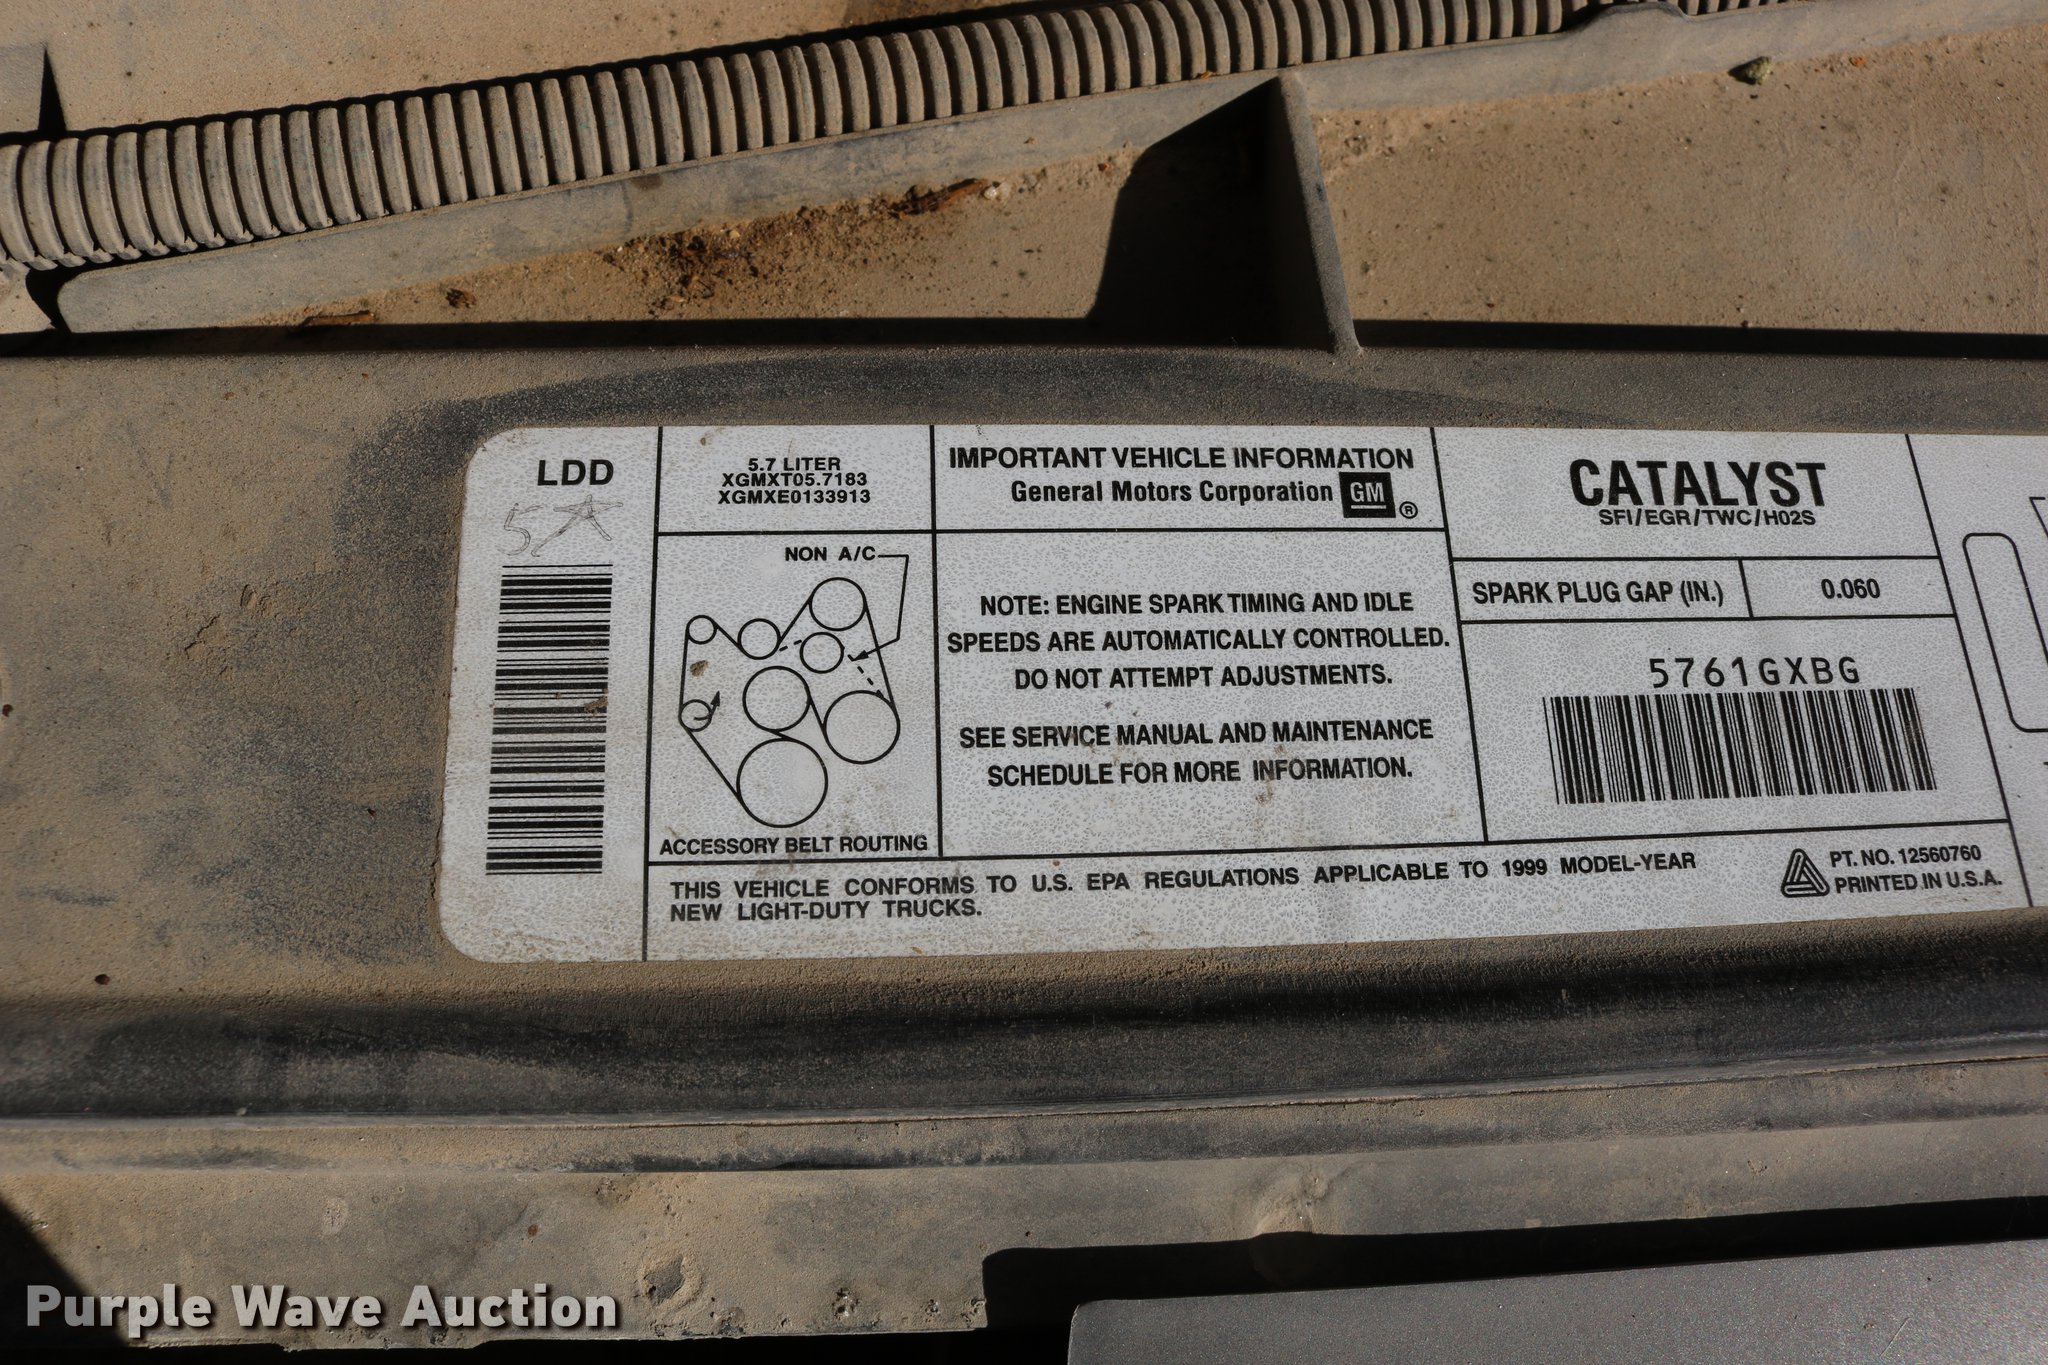 LDD
5
5.7 LITER
XGMXT05.7183
XGMXE0133913
NON A/C
ACCESSORY BELT ROUTING
IMPORTANT VEHICLE INFORMATION
General Motors Corporation GM ®
NOTE: ENGINE SPARK TIMING AND IDLE
SPEEDS ARE AUTOMATICALLY CONTROLLED.
DO NOT ATTEMPT ADJUSTMENTS.
SEE SERVICE MANUAL AND MAINTENANCE
SCHEDULE FOR MORE INFORMATION.
CATALYST
SFI/EGR/TWC/H02S
SPARK PLUG GAP (IN.) 0.060
5761GXBG
THIS VEHICLE CONFORMS TO U.S. EPA REGULATIONS APPLICABLE TO 1999 MODEL-YEAR
NEW LIGHT-DUTY TRUCKS.
PT. NO. 12560760
PRINTED IN U.S.A.
Purple Wave Auction